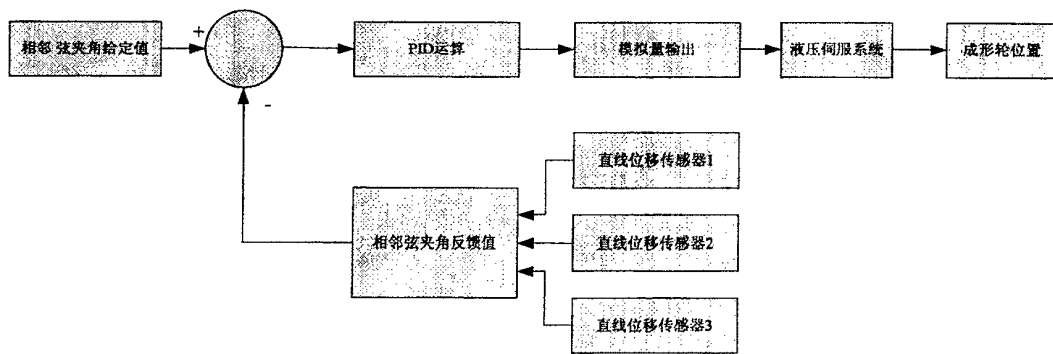 +
相邻 弦夹角给定值
PID运算
模拟量输出
液压伺服系统
成形轮位置
-
直线位移传感器1
相邻弦夹角反馈值
直线位移传感器2
直线位移传感器3